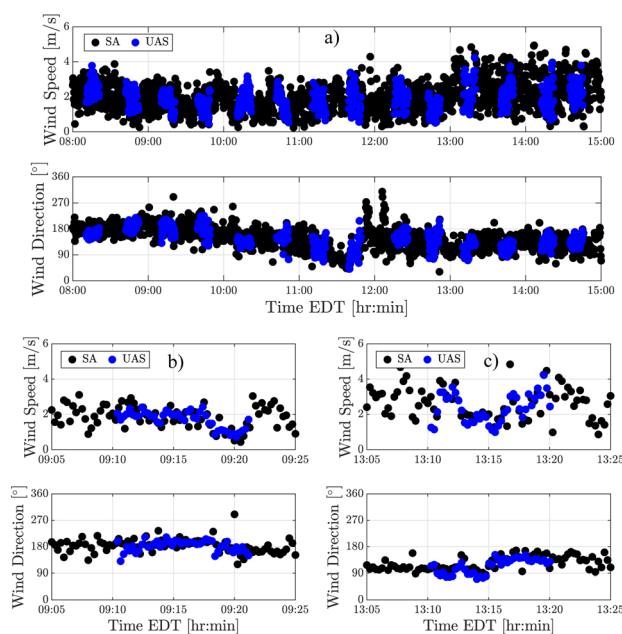 Wind Speed [m/s]
SA UAS
a)
6
4
2
0
08:00 09:00 10:00 11:00 12:00 13:00 14:00 15:00
Wind Direction [°]
360
270
180
90
0
08:00 09:00 10:00 11:00 12:00 13:00 14:00 15:00
Time EDT [hr:min]
Wind Speed [m/s]
SA UAS
b)
6
4
2
0
09:05 09:10 09:15 09:20 09:25
Wind Direction [°]
360
270
180
90
0
09:05 09:10 09:15 09:20 09:25
Time EDT [hr:min]
Wind Speed [m/s]
SA UAS
c)
6
4
2
0
13:05 13:10 13:15 13:20 13:25
Wind Direction [°]
360
270
180
90
0
13:05 13:10 13:15 13:20 13:25
Time EDT [hr:min]